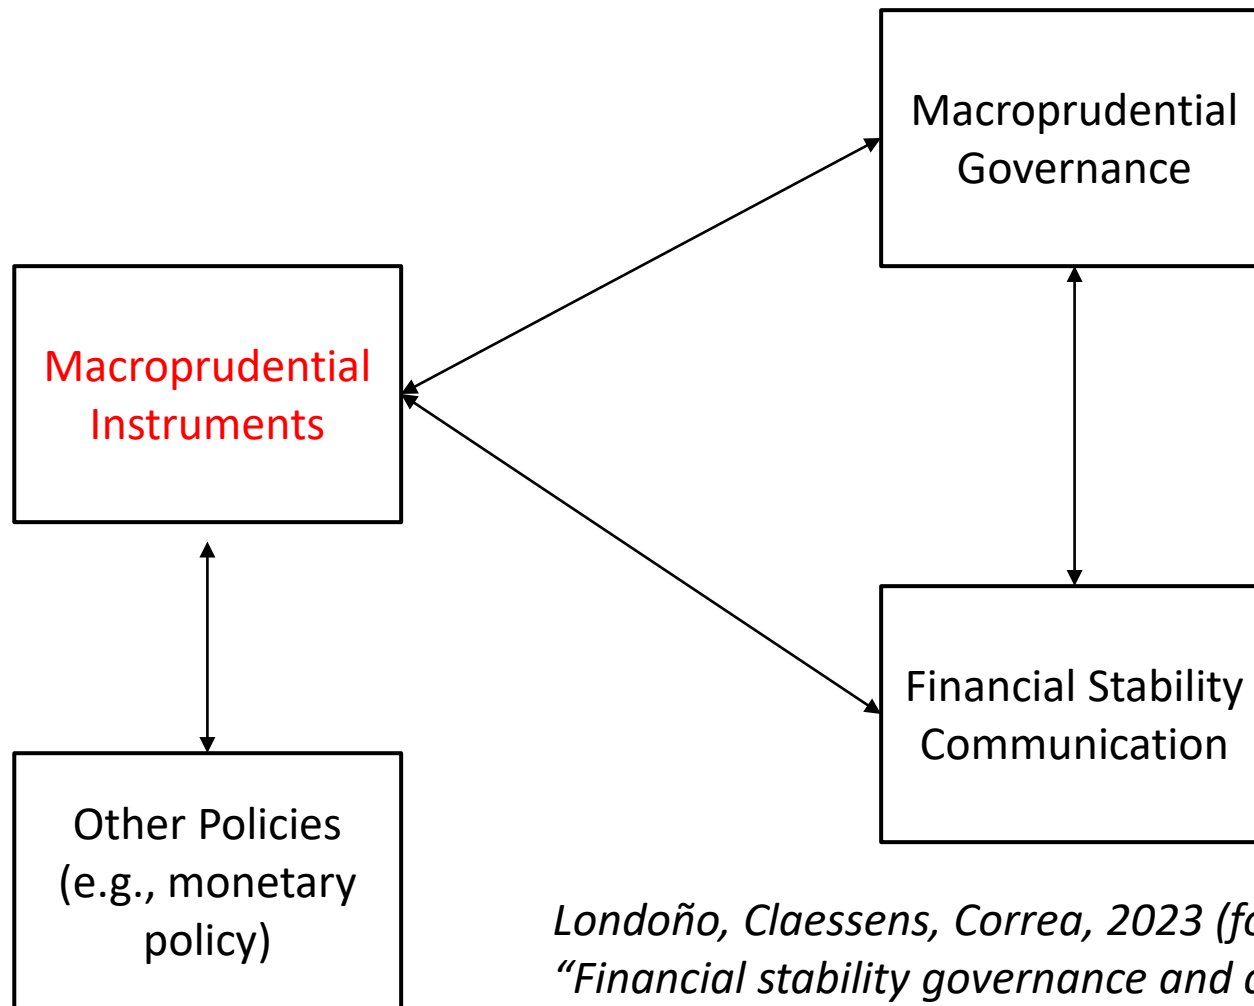 Macroprudential
Governance
Macroprudential
Instruments
Financial Stability
Communication
Other Policies
(e.g., monetary
policy)
Londoño, Claessens, Correa, 2023
“Financial stability governance and